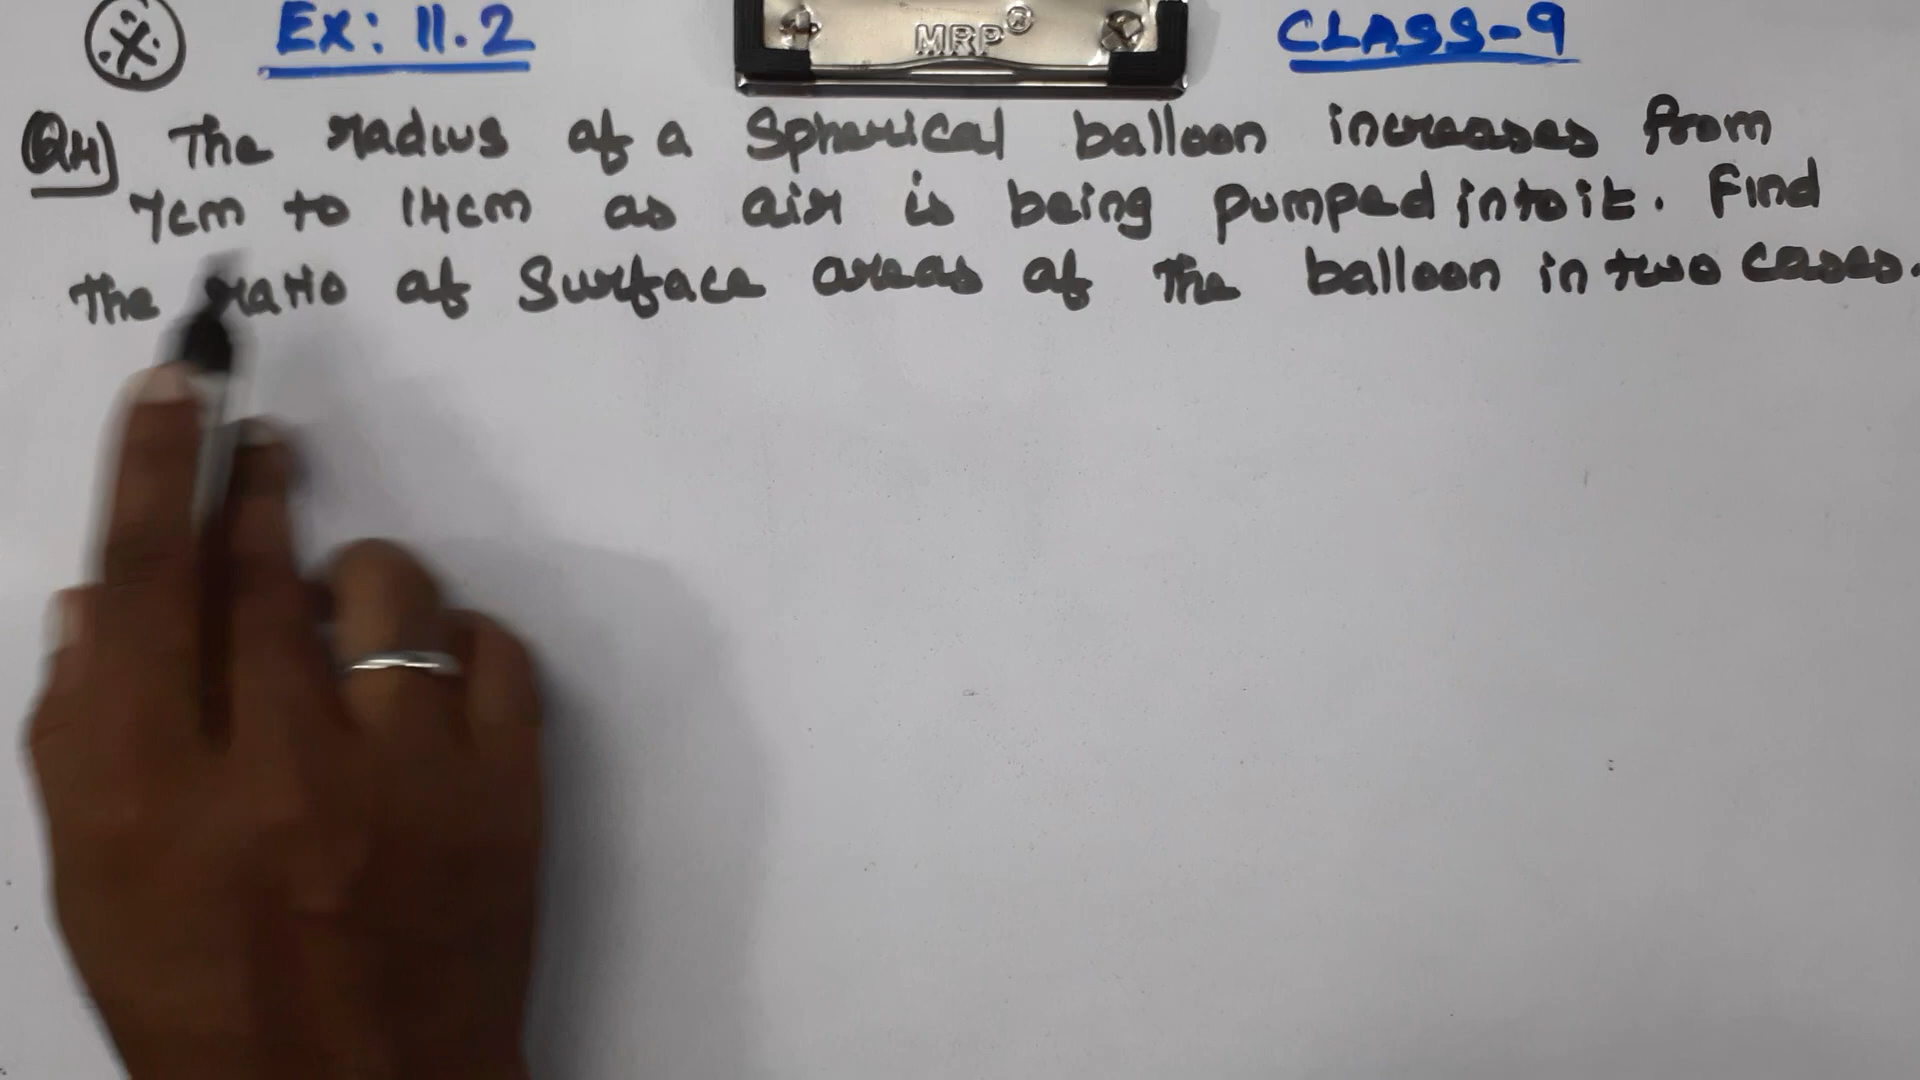 Ex: 11.2
MRP®
CLASS-9
Q4) The radius of a Spherical balloon increases from
7cm to 14cm as air is being pumped into it. Find
the ratio of Surface areas of the balloon in two cases.